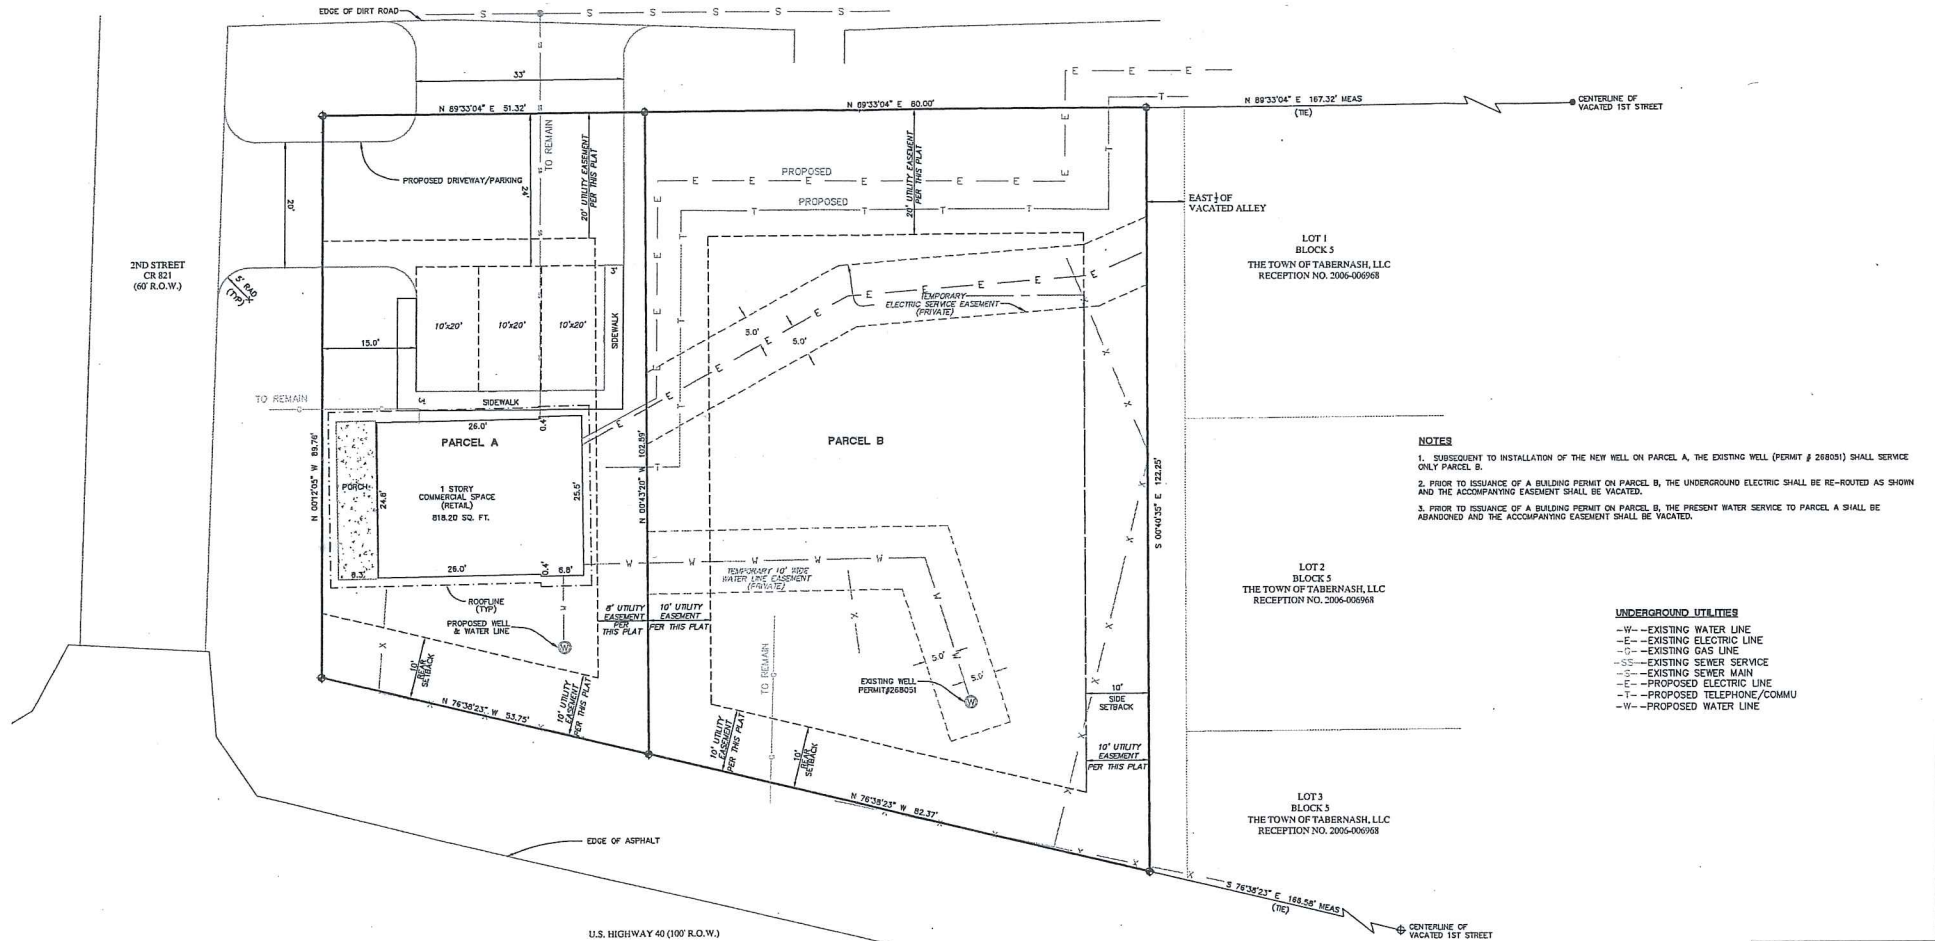 EDGE OF DIRT ROAD
S S S S S S
33'
N 89°33'04" E 51.32'
N 89°33'04" E 80.00'
N 89°33'04" E 167.32' MEAS
(TIE)
CENTERLINE OF
VACATED 1ST STREET
E E E
T
TO REMAIN
20' UTILITY EASEMENT
PER THIS PLAT
24'
PROPOSED DRIVEWAY/PARKING
20'
PROPOSED
E E E E E E E
PROPOSED
T T T T
20' UTILITY EASEMENT
PER THIS PLAT
EAST ½ OF
VACATED ALLEY
LOT 1
BLOCK 5
THE TOWN OF TABERNASH, LLC
RECEPTION NO. 2006-006968
2ND STREET
CR 821
(60' R.O.W.)
5' RAD
(TYP)
15.0'
10'x20'
10'x20'
10'x20'
3'
SIDEWALK
TEMPORARY
ELECTRIC SERVICE EASEMENT
(PRIVATE)
5.0'
5.0'
TO REMAIN
SIDEWALK
26.0'
0.4'
PARCEL A
PARCEL B
N 00°12'05" W 89.76'
PORCH
24.8'
1 STORY
COMMERCIAL SPACE
(RETAIL)
818.20 SQ. FT.
25.5'
N 00°43'20" W 102.89'
S 00°40'35" E 122.25'
6.3'
26.0'
0.4'
6.8'
ROOFLINE
(TYP)
PROPOSED WELL
& WATER LINE
W
W W W W W
TEMPORARY 10' WIDE
WATER LINE EASEMENT
(PRIVATE)
8' UTILITY
EASEMENT
PER
THIS PLAT
10' UTILITY
EASEMENT
PER THIS PLAT
10'
REAR
SETBACK
10' UTILITY
EASEMENT
PER THIS PLAT
TO REMAIN
EXISTING WELL
PERMIT#268051
5.0'
5.0'
W
10'
SIDE
SETBACK
10' UTILITY
EASEMENT
PER THIS PLAT
N 76°38'23" W 53.75'
10' UTILITY
EASEMENT
PER THIS PLAT
10'
REAR
SETBACK
N 76°38'23" W 82.37'
EDGE OF ASPHALT
S 76°38'23" E 168.58' MEAS
(TIE)
CENTERLINE OF
VACATED 1ST STREET
U.S. HIGHWAY 40 (100' R.O.W.)
LOT 2
BLOCK 5
THE TOWN OF TABERNASH, LLC
RECEPTION NO. 2006-006968
LOT 3
BLOCK 5
THE TOWN OF TABERNASH, LLC
RECEPTION NO. 2006-006968
NOTES
1. SUBSEQUENT TO INSTALLATION OF THE NEW WELL ON PARCEL A, THE EXISTING WELL (PERMIT # 268051) SHALL SERVICE
ONLY PARCEL B.
2. PRIOR TO ISSUANCE OF A BUILDING PERMIT ON PARCEL B, THE UNDERGROUND ELECTRIC SHALL BE RE-ROUTED AS SHOWN
AND THE ACCOMPANYING EASEMENT SHALL BE VACATED.
3. PRIOR TO ISSUANCE OF A BUILDING PERMIT ON PARCEL B, THE PRESENT WATER SERVICE TO PARCEL A SHALL BE
ABANDONED AND THE ACCCOMPANYING EASEMENT SHALL BE VACATED.
UNDERGROUND UTILITIES
-W--EXISTING WATER LINE
-E--EXISTING ELECTRIC LINE
-G--EXISTING GAS LINE
-SS--EXISTING SEWER SERVICE
-S--EXISTING SEWER MAIN
-E--PROPOSED ELECTRIC LINE
-T--PROPOSED TELEPHONE/COMMU
-W--PROPOSED WATER LINE